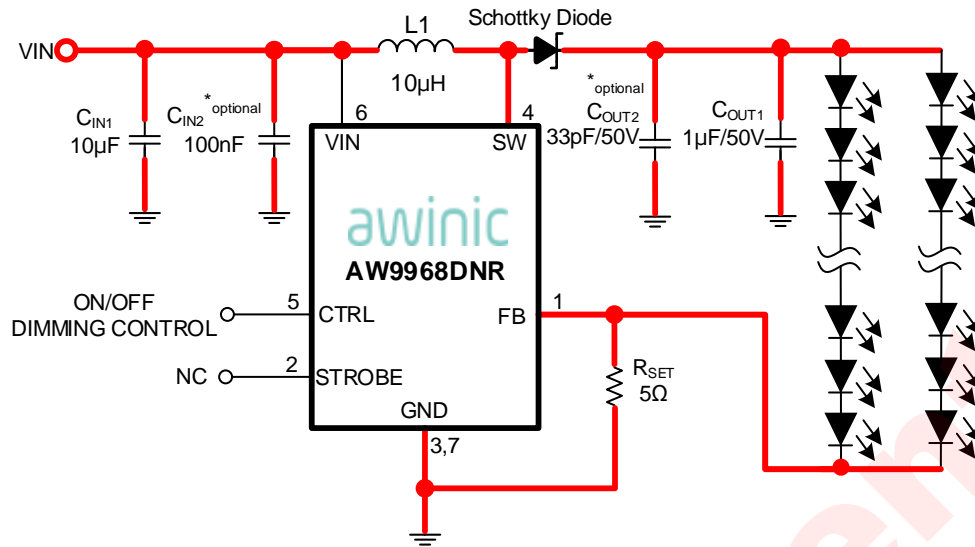 Schottky Diode
L1
VIN
10µH
*optional
*optional
CIN1
10µF
CIN2
100nF
COUT2
33pF/50V
COUT1
1µF/50V
6
4
VIN
SW
awinic
AW9968DNR
ON/OFF
DIMMING CONTROL
5
CTRL
FB
1
NC
2
STROBE
RSET
5Ω
GND
3,7